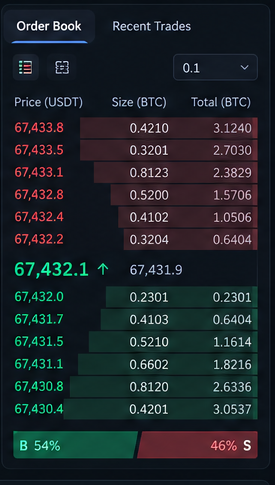 Order Book Recent Trades
0.1
Price (USDT) Size (BTC) Total (BTC)
67,433.8 0.4210 3.1240
67,433.5 0.3201 2.7030
67,433.1 0.8123 2.3829
67,432.8 0.5200 1.5706
67,432.4 0.4102 1.0506
67,432.2 0.3204 0.6404
67,432.1 ↑ 67,431.9
67,432.0 0.2301 0.2301
67,431.7 0.4103 0.6404
67,431.5 0.5210 1.1614
67,431.1 0.6602 1.8216
67,430.8 0.8120 2.6336
67,430.4 0.4201 3.0537
B 54% 46% S